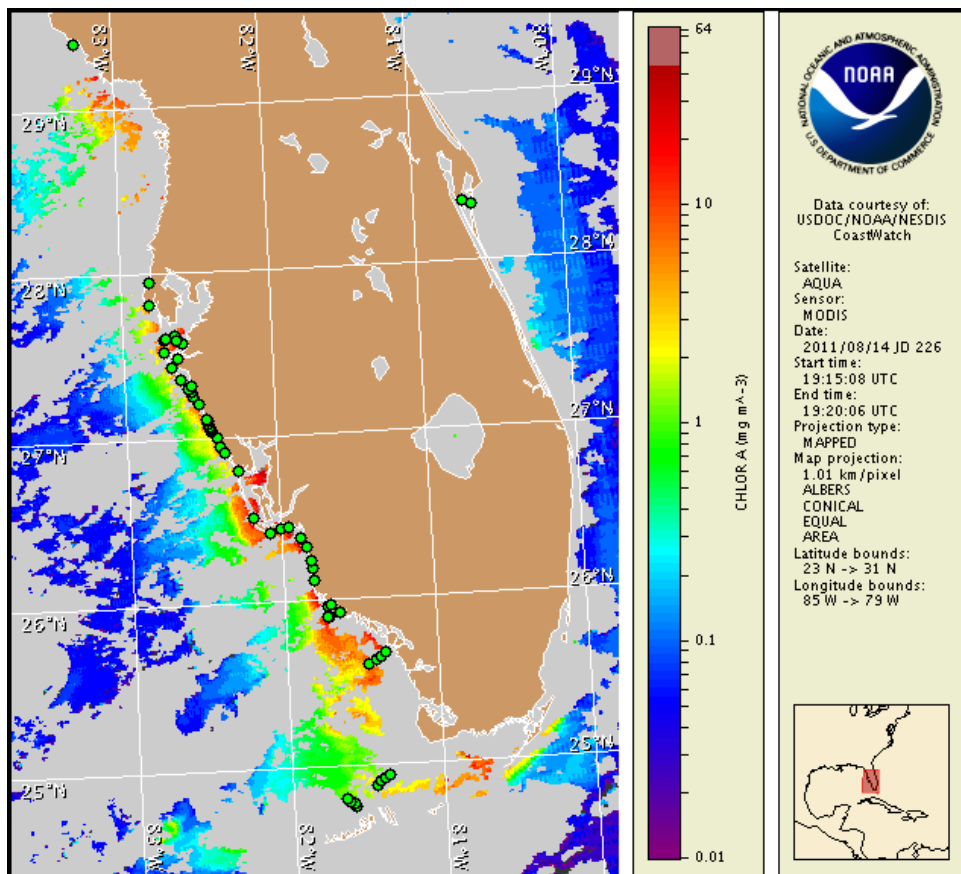 83°W
82°W
81°W
80°W
29°N
29°N
28°N
28°N
27°N
27°N
26°N
26°N
25°N
25°N
83°W
82°W
81°W
64
10
1
0.1
0.01
CHLOR A (mg m^-3)
NATIONAL OCEANIC AND ATMOSPHERIC ADMINISTRATION
NOAA
U.S. DEPARTMENT OF COMMERCE
Data courtesy of:
USDOC/NOAA/NESDIS
CoastWatch
Satellite:
AQUA
Sensor:
MODIS
Date:
2011/08/14 JD 226
Start time:
19:15:08 UTC
End time:
19:20:06 UTC
Projection type:
MAPPED
Map projection:
1.01 km/pixel
ALBERS
CONICAL
EQUAL
AREA
Latitude bounds:
23 N -> 31 N
Longitude bounds:
85 W -> 79 W